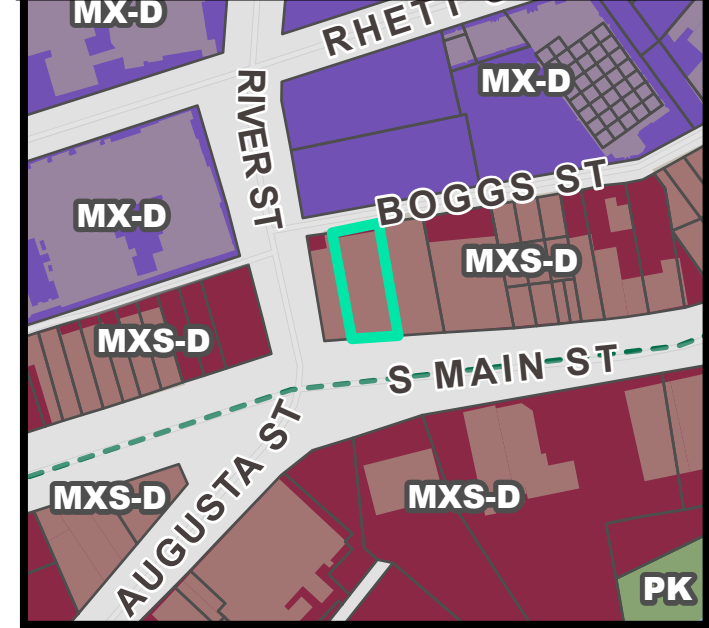 MX-D
RHETT
MX-D
RIVER ST
MX-D
BOGGS ST
MXS-D
MXS-D
S MAIN ST
MXS-D
AUGUSTA ST
MXS-D
PK